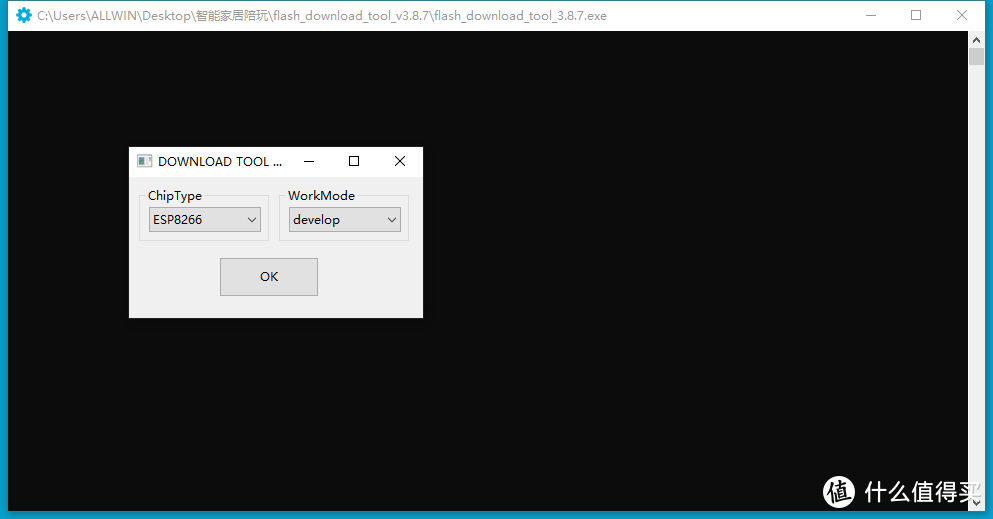 C:\Users\ALLWIN\Desktop\智能家居陪玩\flash_download_tool_v3.8.7\flash_download_tool_3.8.7.exe
DOWNLOAD TOOL ...
ChipType
WorkMode
ESP8266
develop
OK
值 什么值得买